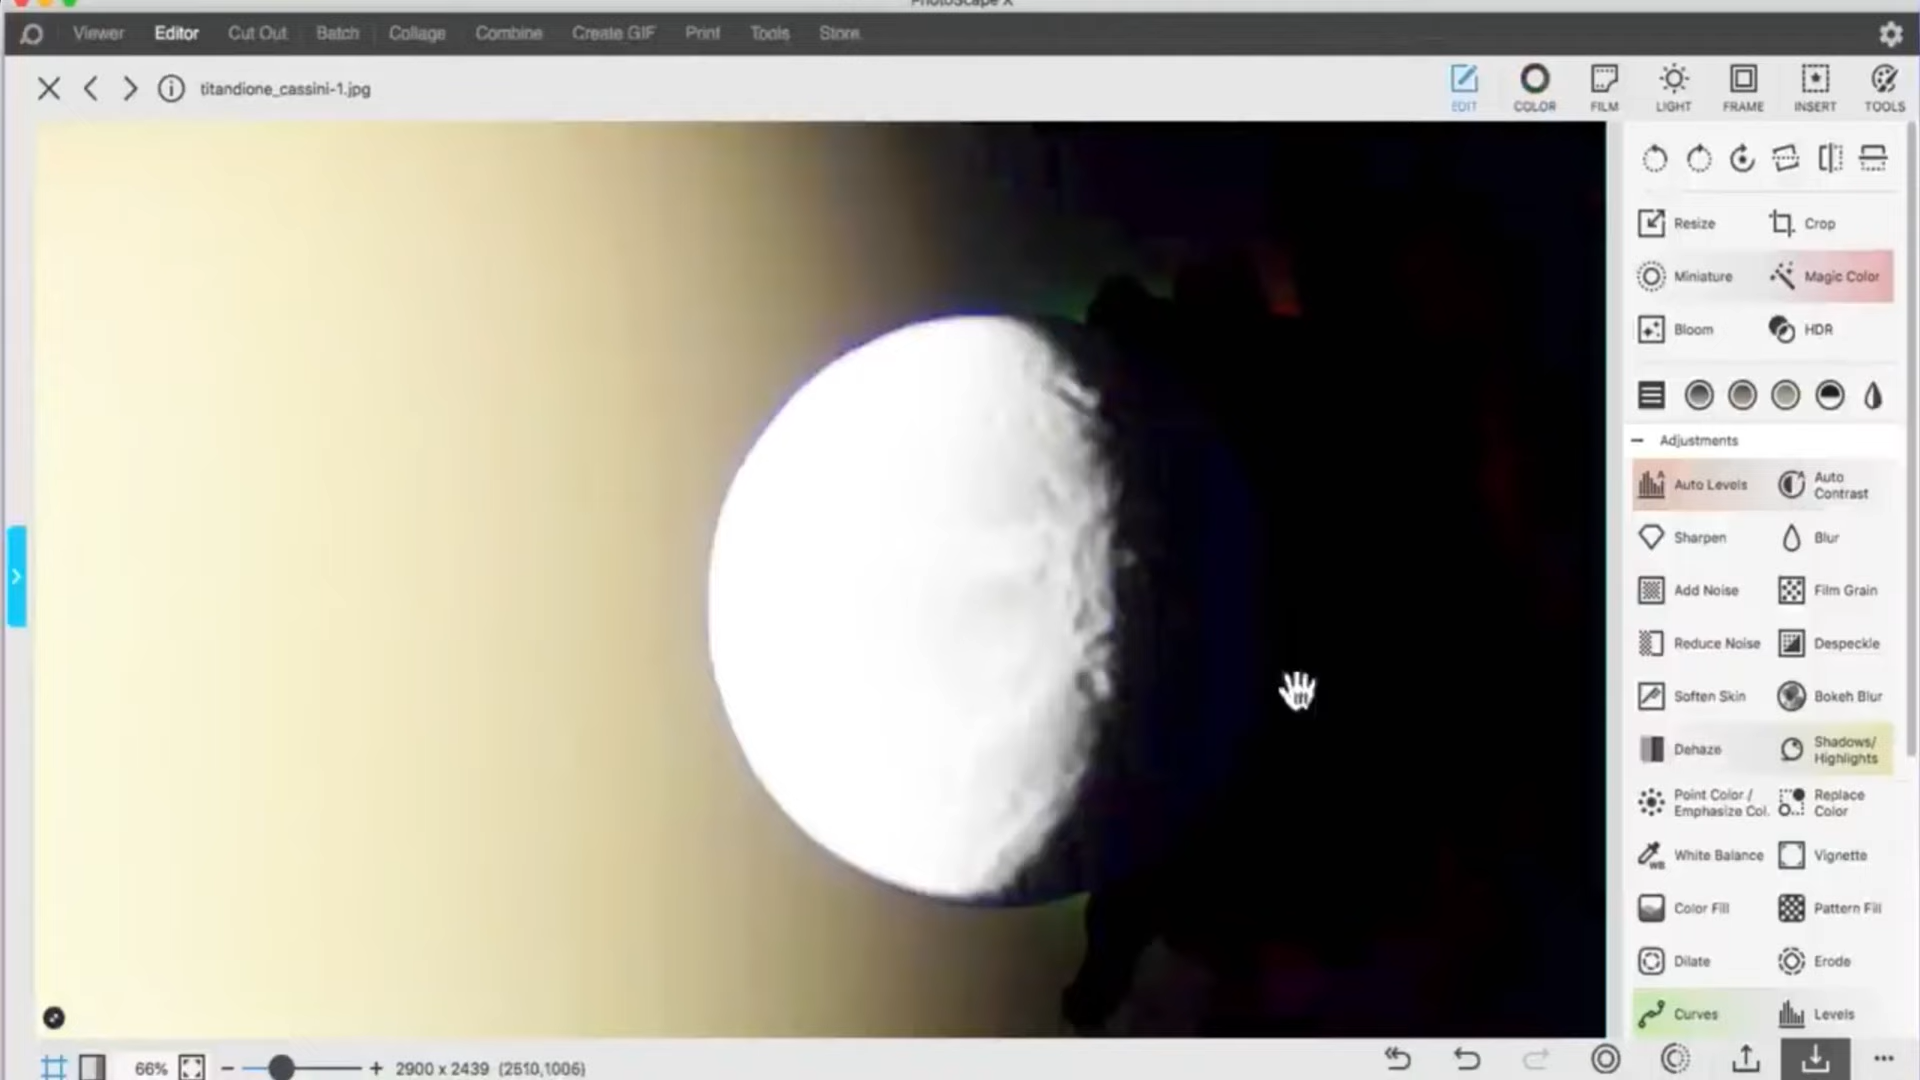 PhotoScape X
Viewer Editor Cut Out Batch Collage Combine Create GIF Print Tools Store
titandione_cassini-1.jpg
EDIT COLOR FILM LIGHT FRAME INSERT TOOLS
Resize Crop
Miniature Magic Color
Bloom HDR
Adjustments
Auto Levels Auto Contrast
Sharpen Blur
Add Noise Film Grain
Reduce Noise Despeckle
Soften Skin Bokeh Blur
Dehaze Shadows/ Highlights
Point Color / Emphasize Col. Replace Color
White Balance Vignette
Color Fill Pattern Fill
Dilate Erode
Curves Levels
66% 2900 x 2439 (2510,1006)